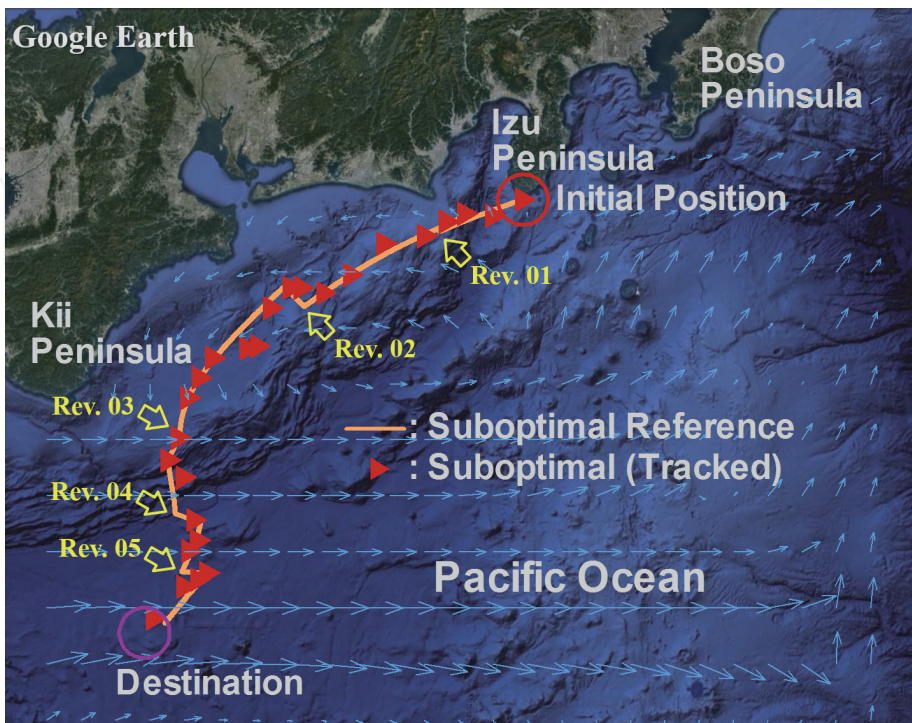 Google Earth
Boso
Peninsula
Izu
Peninsula
Initial Position
Rev. 01
Kii
Peninsula
Rev. 02
Rev. 03
: Suboptimal Reference
: Suboptimal (Tracked)
Rev. 04
Rev. 05
Pacific Ocean
Destination